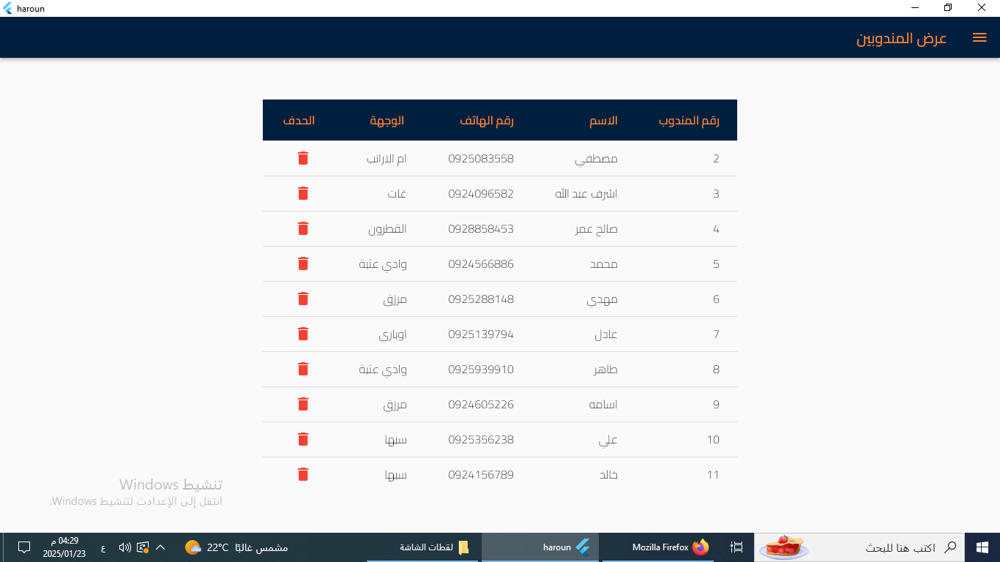 haroun
عرض المندوبين
رقم المندوب الاسم رقم الهاتف الوجهة الحدف
2 مصطفي 0925083558 ام الارانب
3 اشرف عبد الله 0924096582 غات
4 صالح عمر 0928858453 القطرون
5 محمد 0924566886 وادي عتبة
6 مهدي 0925288148 مرزق
7 عادل 0925139794 اوباري
8 طاهر 0925939910 وادي عتبة
9 اسامه 0924605226 مرزق
10 علي 0925356238 سبها
11 خالد 0924156789 سبها
تنشيط Windows
انتقل إلى الإعدادت لتنشيط Windows.
اكتب هنا للبحث Mozilla Firefox haroun لقطات الشاشة مشمس غالبًا 22°C ع 04:29 م
2025/01/23